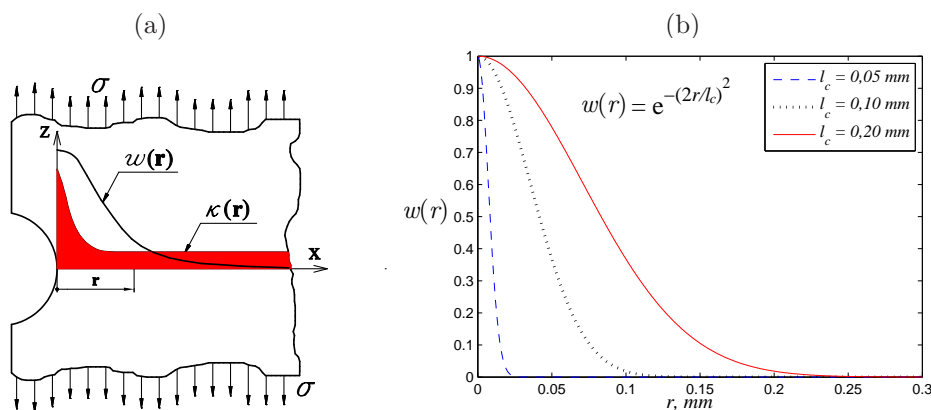 (a)
σ
z
w(r)
κ(r)
x
r
σ
(b)
w(r) = e^{-(2r/l_c)^2}
l_c = 0,05 mm
l_c = 0,10 mm
l_c = 0,20 mm
w(r)
1
0.9
0.8
0.7
0.6
0.5
0.4
0.3
0.2
0.1
0
0 0.05 0.1 0.15 0.2 0.25 0.3
r, mm